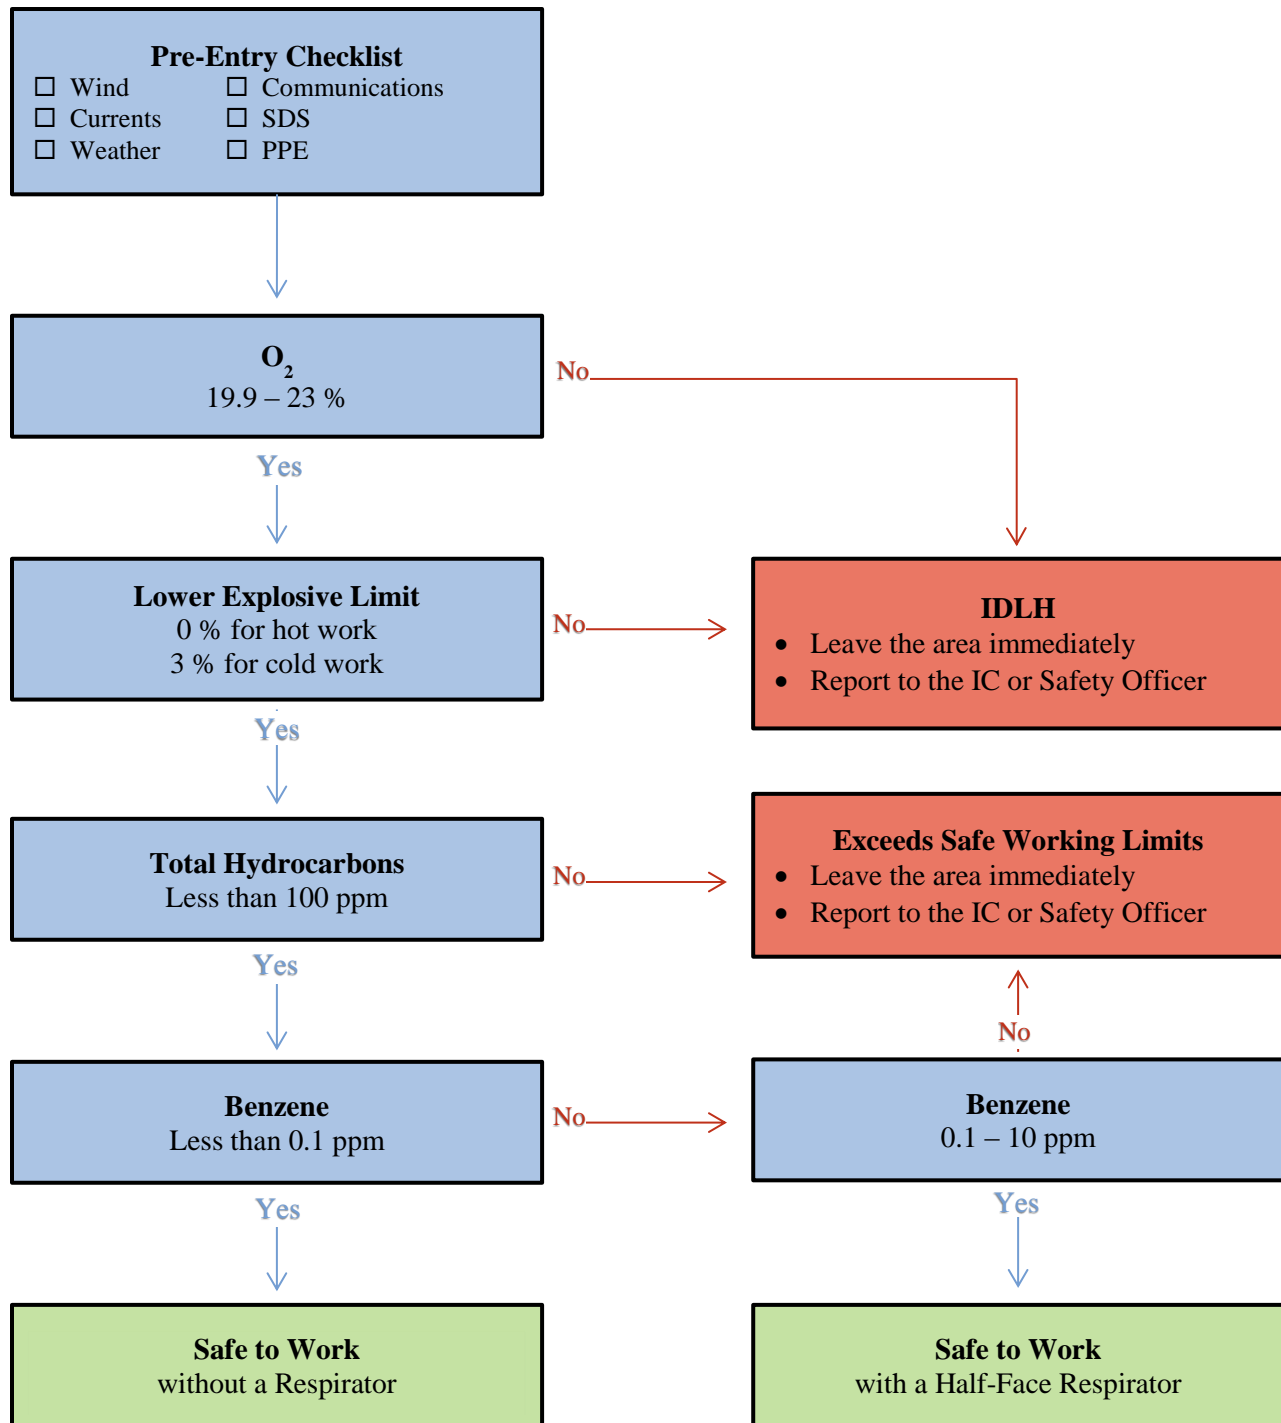 Pre-Entry Checklist
☐ Wind ☐ Communications
☐ Currents ☐ SDS
☐ Weather ☐ PPE
O₂
19.9 – 23 %
No
Yes
Lower Explosive Limit
0 % for hot work
3 % for cold work
No
IDLH
• Leave the area immediately
• Report to the IC or Safety Officer
Yes
Total Hydrocarbons
Less than 100 ppm
No
Exceeds Safe Working Limits
• Leave the area immediately
• Report to the IC or Safety Officer
Yes
No
Benzene
Less than 0.1 ppm
No
Benzene
0.1 – 10 ppm
Yes
Yes
Safe to Work
without a Respirator
Safe to Work
with a Half-Face Respirator